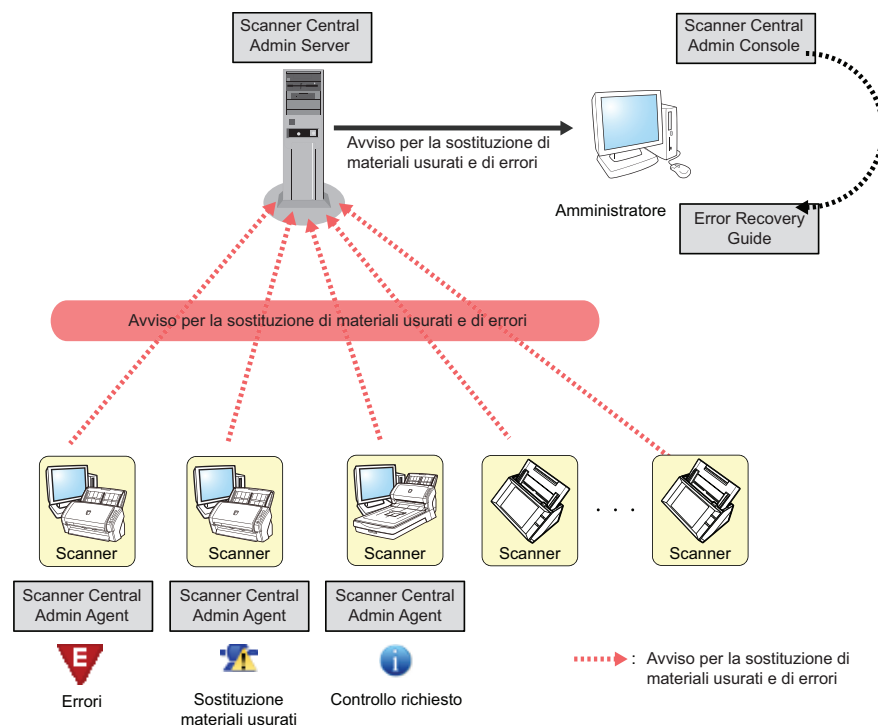 Scanner Central
Admin Server
Scanner Central
Admin Console
Avviso per la sostituzione di
materiali usurati e di errori
Amministratore
Error Recovery
Guide
Avviso per la sostituzione di materiali usurati e di errori
Scanner
Scanner
Scanner
Scanner
. . .
Scanner
Scanner Central
Admin Agent
Scanner Central
Admin Agent
Scanner Central
Admin Agent
E
Errori
Sostituzione
materiali usurati
i
Controllo richiesto
: Avviso per la sostituzione di
materiali usurati e di errori